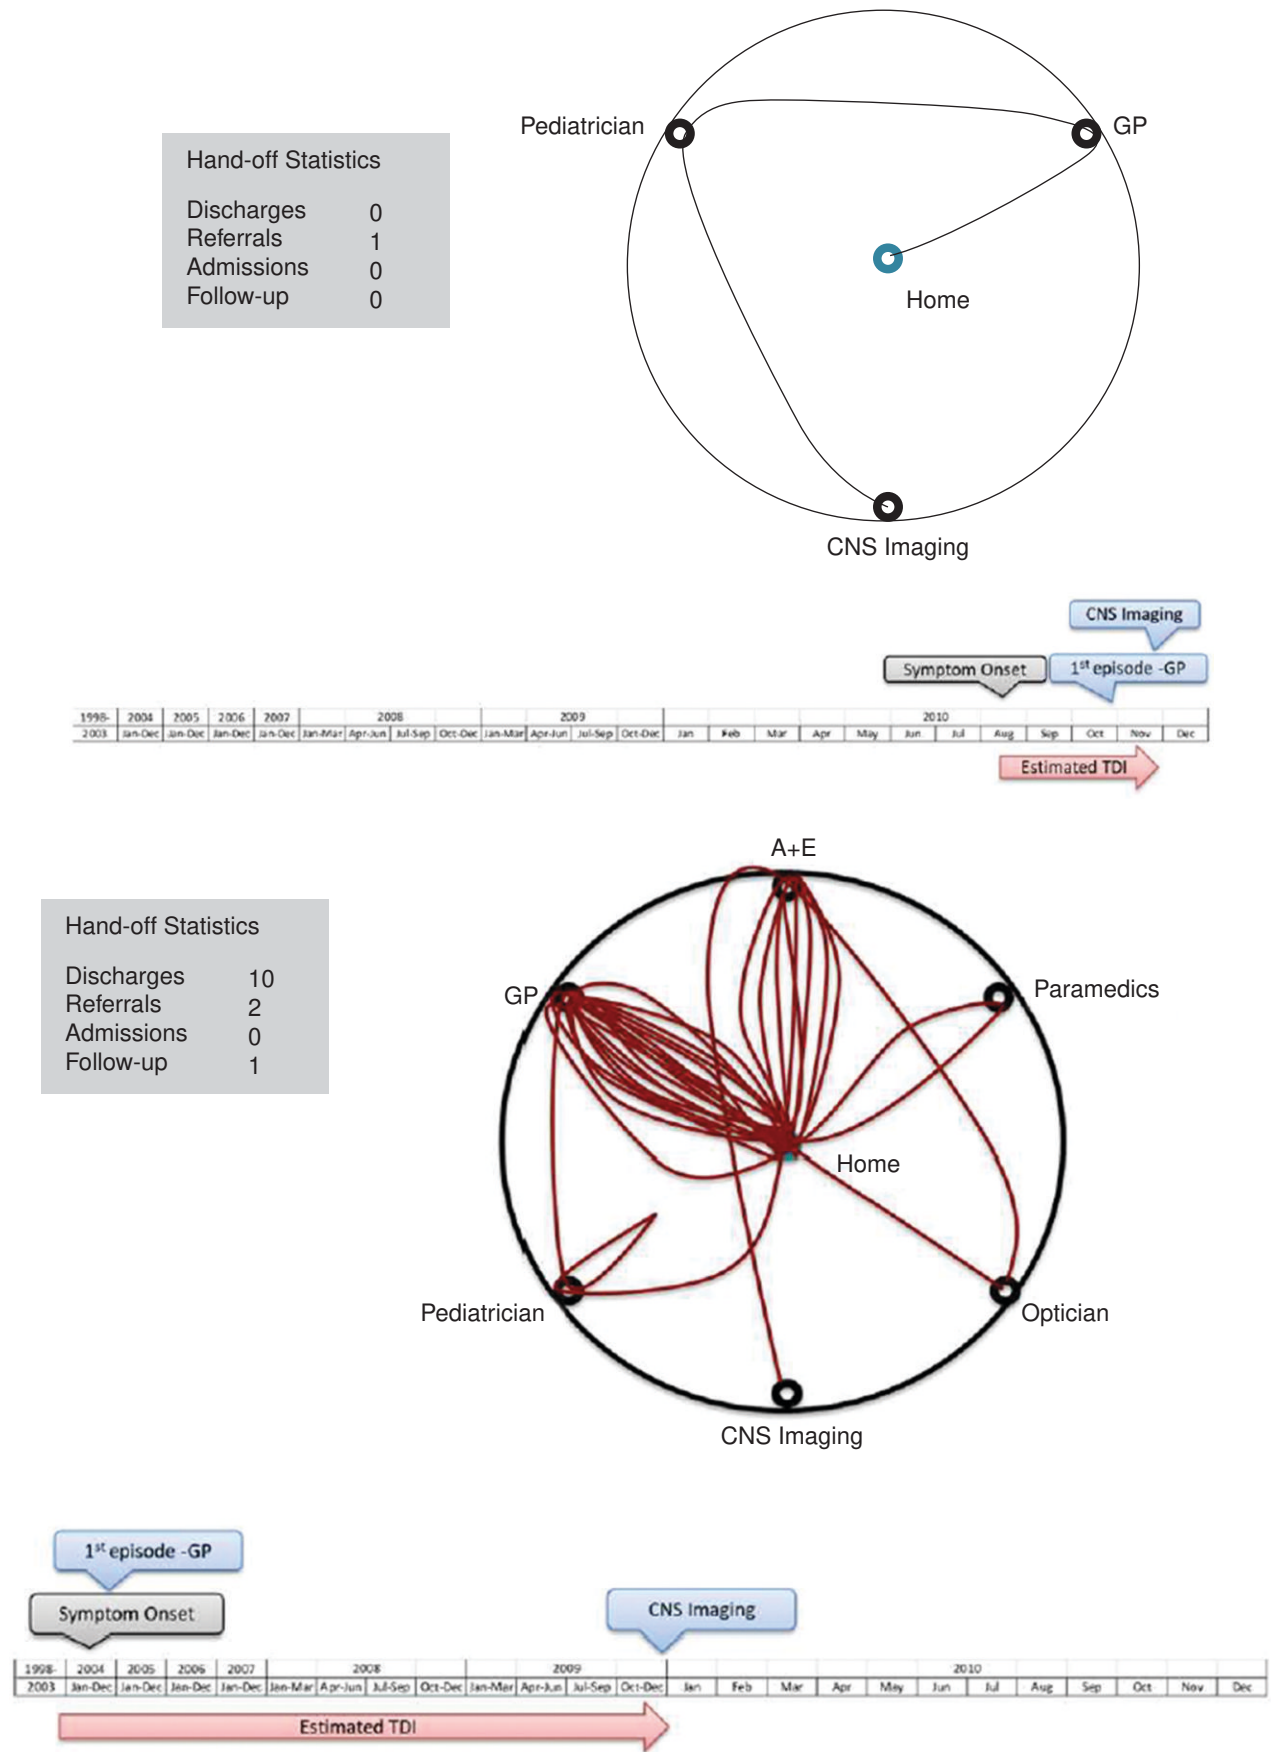 Pediatrician
GP
Hand-off Statistics
Discharges 0
Referrals 1
Admissions 0
Follow-up 0
Home
CNS Imaging
CNS Imaging
Symptom Onset
1st episode -GP
1998- 2004 2005 2006 2007 2008 2009 2010
2003 Jan-Dec Jan-Dec Jan-Dec Jan-Dec Jan-Mar Apr-Jun Jul-Sep Oct-Dec Jan-Mar Apr-Jun Jul-Sep Oct-Dec Jan Feb Mar Apr May Jun Jul Aug Sep Oct Nov Dec
Estimated TDI
A+E
Hand-off Statistics
Discharges 10
Referrals 2
Admissions 0
Follow-up 1
GP
Paramedics
Home
Pediatrician
Optician
CNS Imaging
1st episode -GP
Symptom Onset
CNS Imaging
1998- 2004 2005 2006 2007 2008 2009 2010
2003 Jan-Dec Jan-Dec Jan-Dec Jan-Dec Jan-Mar Apr-Jun Jul-Sep Oct-Dec Jan-Mar Apr-Jun Jul-Sep Oct-Dec Jan Feb Mar Apr May Jun Jul Aug Sep Oct Nov Dec
Estimated TDI